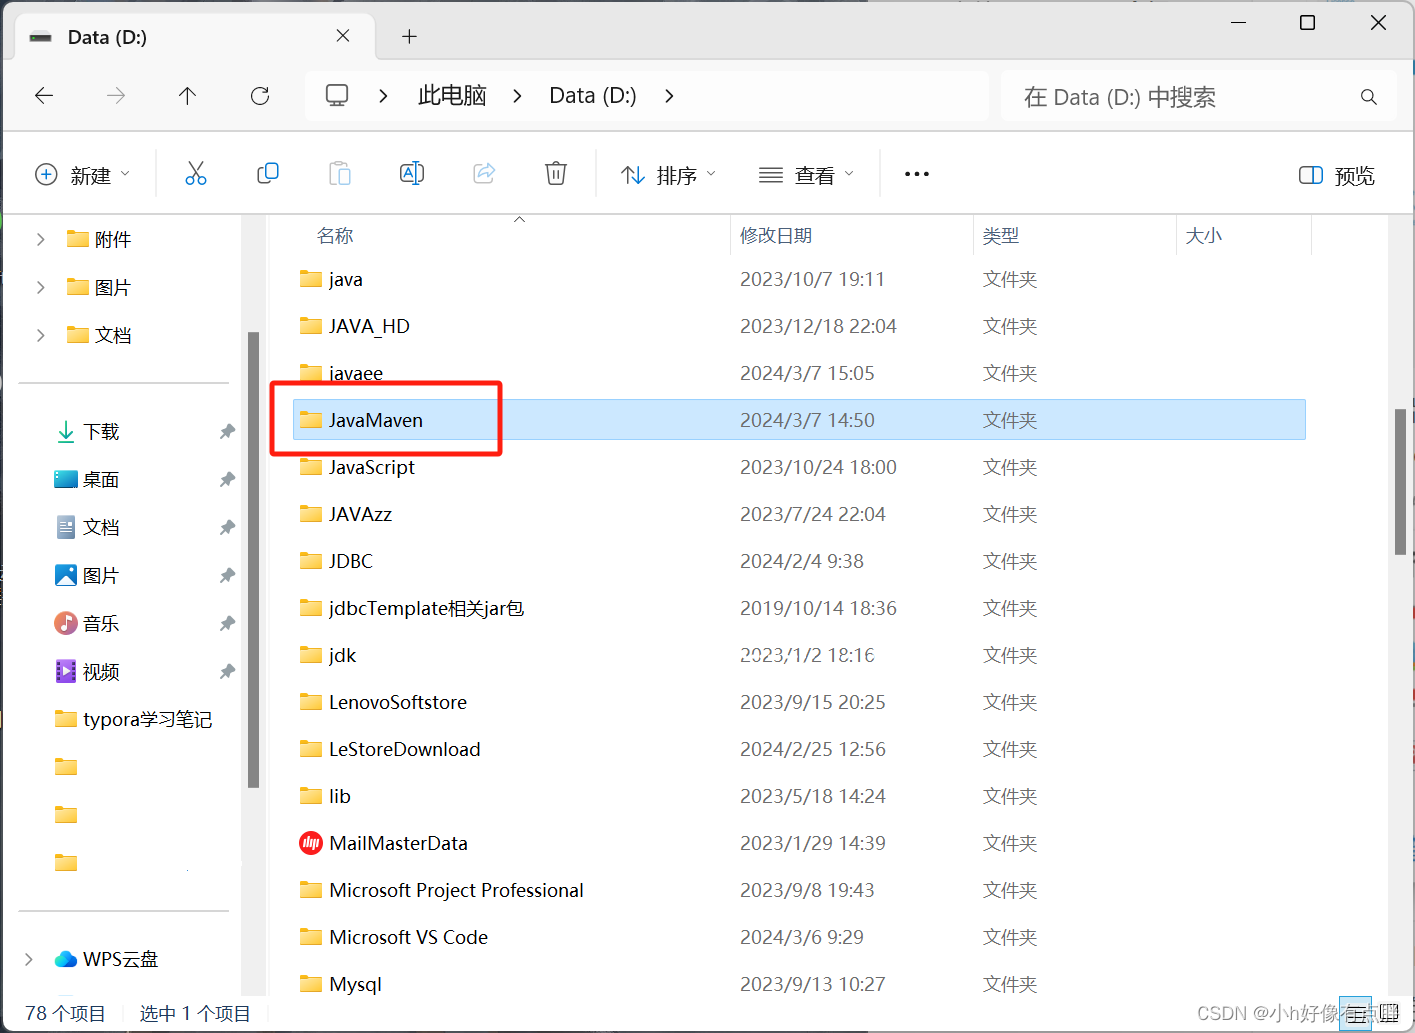 Data (D:)
此电脑 Data (D:)
在 Data (D:) 中搜索
新建 排序 查看 预览
附件
图片
文档
下载
桌面
文档
图片
音乐
视频
typora学习笔记
WPS云盘
名称 修改日期 类型 大小
java 2023/10/7 19:11 文件夹
JAVA_HD 2023/12/18 22:04 文件夹
javaee 2024/3/7 15:05 文件夹
JavaMaven 2024/3/7 14:50 文件夹
JavaScript 2023/10/24 18:00 文件夹
JAVAzz 2023/7/24 22:04 文件夹
JDBC 2024/2/4 9:38 文件夹
jdbcTemplate相关jar包 2019/10/14 18:36 文件夹
jdk 2023/1/2 18:16 文件夹
LenovoSoftstore 2023/9/15 20:25 文件夹
LeStoreDownload 2024/2/25 12:56 文件夹
lib 2023/5/18 14:24 文件夹
MailMasterData 2023/1/29 14:39 文件夹
Microsoft Project Professional 2023/9/8 19:43 文件夹
Microsoft VS Code 2024/3/6 9:29 文件夹
Mysql 2023/9/13 10:27 文件夹
78 个项目 选中 1 个项目
CSDN @小h好像有点